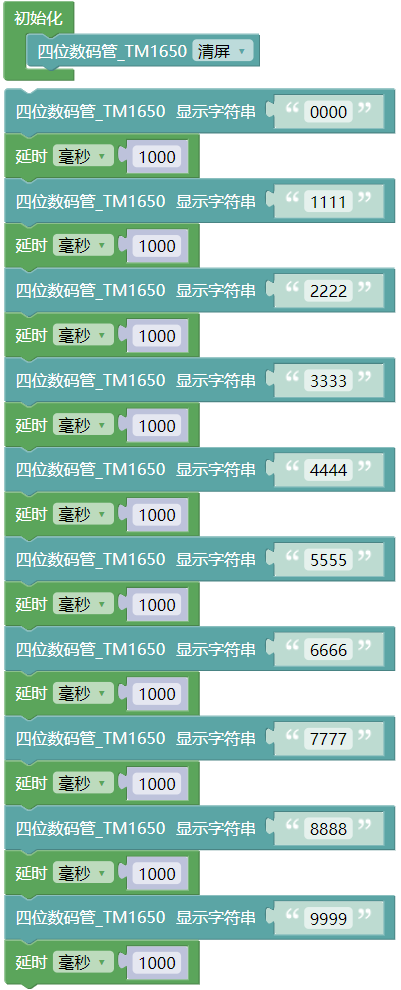 初始化
四位数码管_TM1650 清屏
四位数码管_TM1650 显示字符串 “ 0000 ”
延时 毫秒 1000
四位数码管_TM1650 显示字符串 “ 1111 ”
延时 毫秒 1000
四位数码管_TM1650 显示字符串 “ 2222 ”
延时 毫秒 1000
四位数码管_TM1650 显示字符串 “ 3333 ”
延时 毫秒 1000
四位数码管_TM1650 显示字符串 “ 4444 ”
延时 毫秒 1000
四位数码管_TM1650 显示字符串 “ 5555 ”
延时 毫秒 1000
四位数码管_TM1650 显示字符串 “ 6666 ”
延时 毫秒 1000
四位数码管_TM1650 显示字符串 “ 7777 ”
延时 毫秒 1000
四位数码管_TM1650 显示字符串 “ 8888 ”
延时 毫秒 1000
四位数码管_TM1650 显示字符串 “ 9999 ”
延时 毫秒 1000